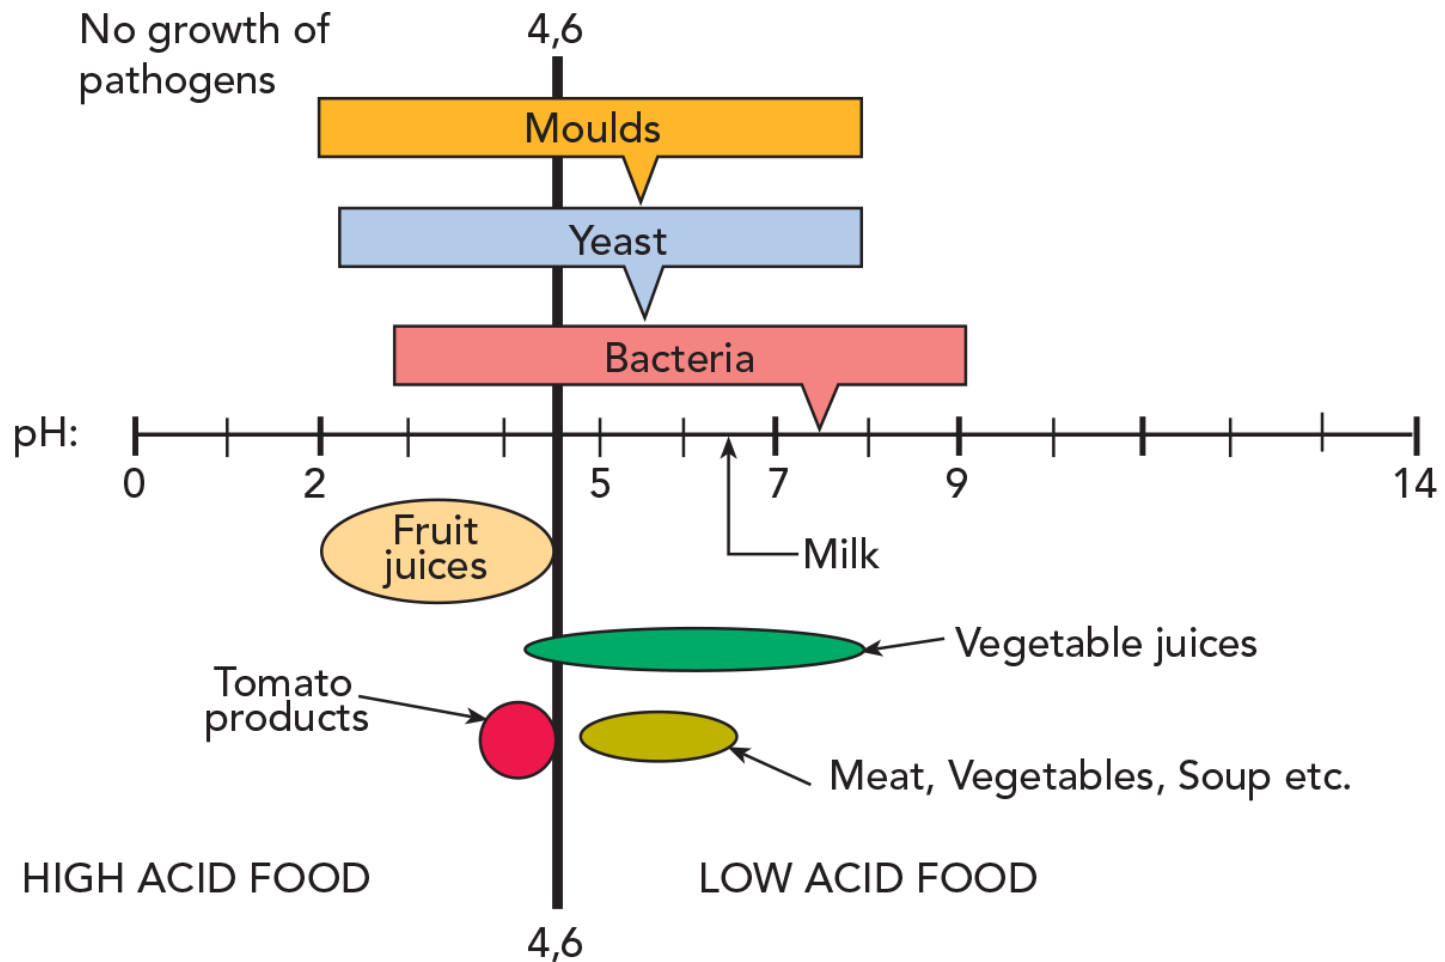 No growth of
pathogens
4,6
Moulds
Yeast
Bacteria
pH:
0
2
5
7
9
14
Fruit
juices
Milk
Vegetable juices
Tomato
products
Meat, Vegetables, Soup etc.
HIGH ACID FOOD
LOW ACID FOOD
4,6